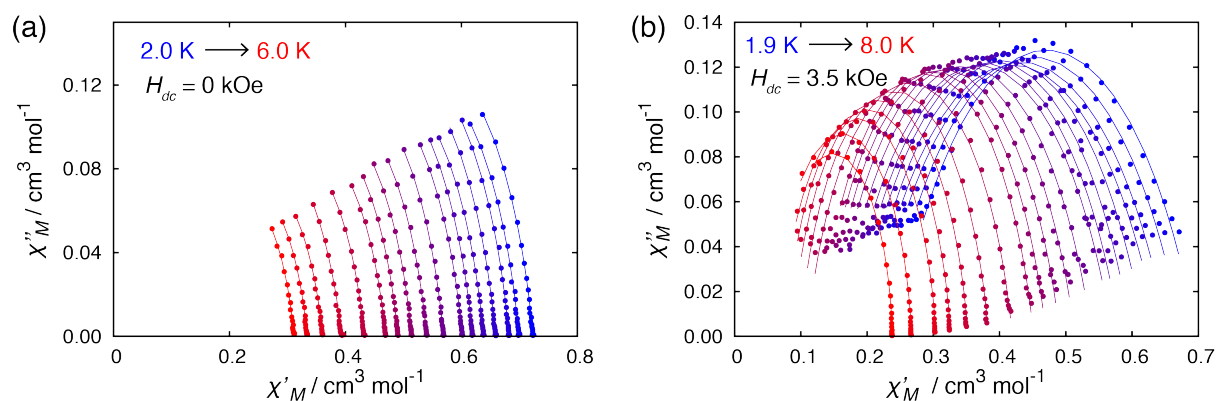 (a)
2.0 K → 6.0 K
H_dc = 0 kOe
0.12
0.08
0.04
0.00
χ''_M / cm³ mol⁻¹
0 0.2 0.4 0.6 0.8
χ'_M / cm³ mol⁻¹
(b)
1.9 K → 8.0 K
H_dc = 3.5 kOe
0.14
0.12
0.10
0.08
0.06
0.04
0.02
0.00
χ''_M / cm³ mol⁻¹
0 0.1 0.2 0.3 0.4 0.5 0.6 0.7
χ'_M / cm³ mol⁻¹